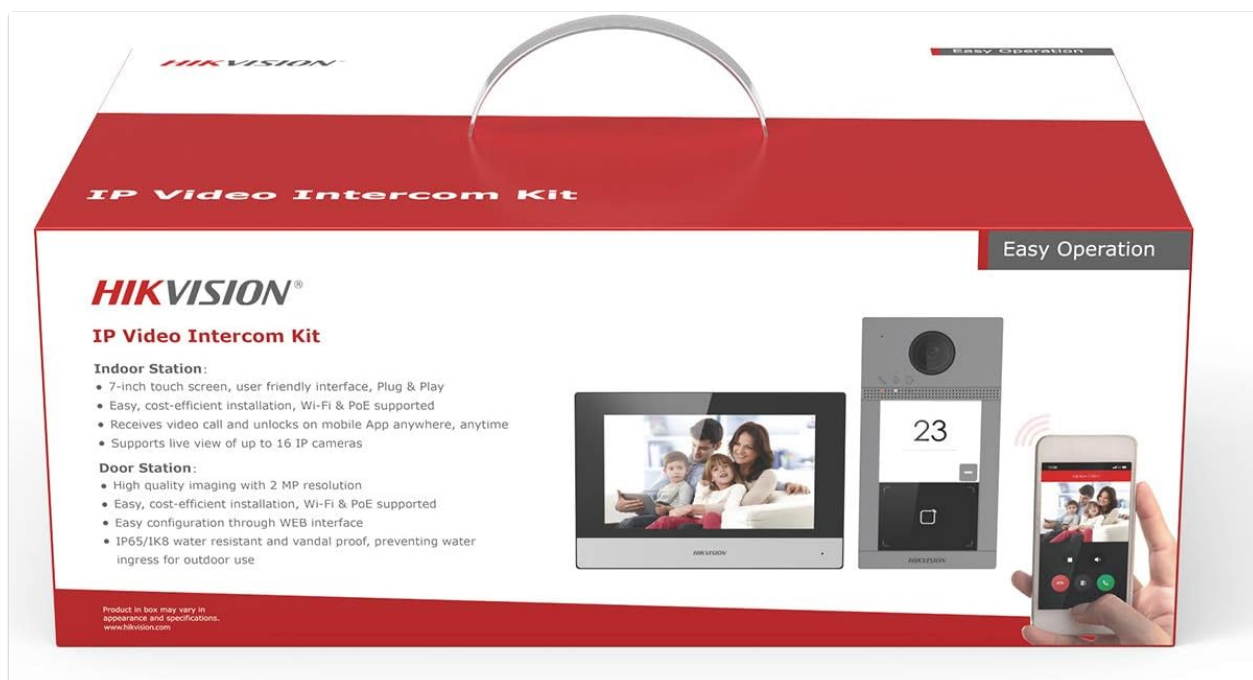 HIKVISION
Easy Operation
IP Video Intercom Kit
Easy Operation
HIKVISION®
IP Video Intercom Kit
Indoor Station:
• 7-inch touch screen, user friendly interface, Plug & Play
• Easy, cost-efficient installation, Wi-Fi & PoE supported
• Receives video call and unlocks on mobile App anywhere, anytime
• Supports live view of up to 16 IP cameras
Door Station:
• High quality imaging with 2 MP resolution
• Easy, cost-efficient installation, Wi-Fi & PoE supported
• Easy configuration through WEB interface
• IP65/IK8 water resistant and vandal proof, preventing water
ingress for outdoor use
23
HIKVISION
HIKVISION
Product in box may vary in
appearance and specifications.
www.hikvision.com